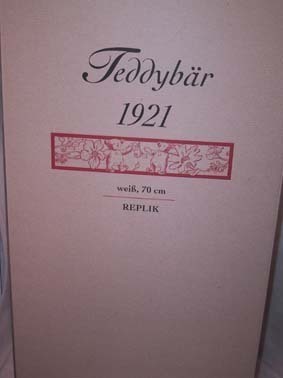 Teddybär
1921
weiß, 70 cm
REPLIK